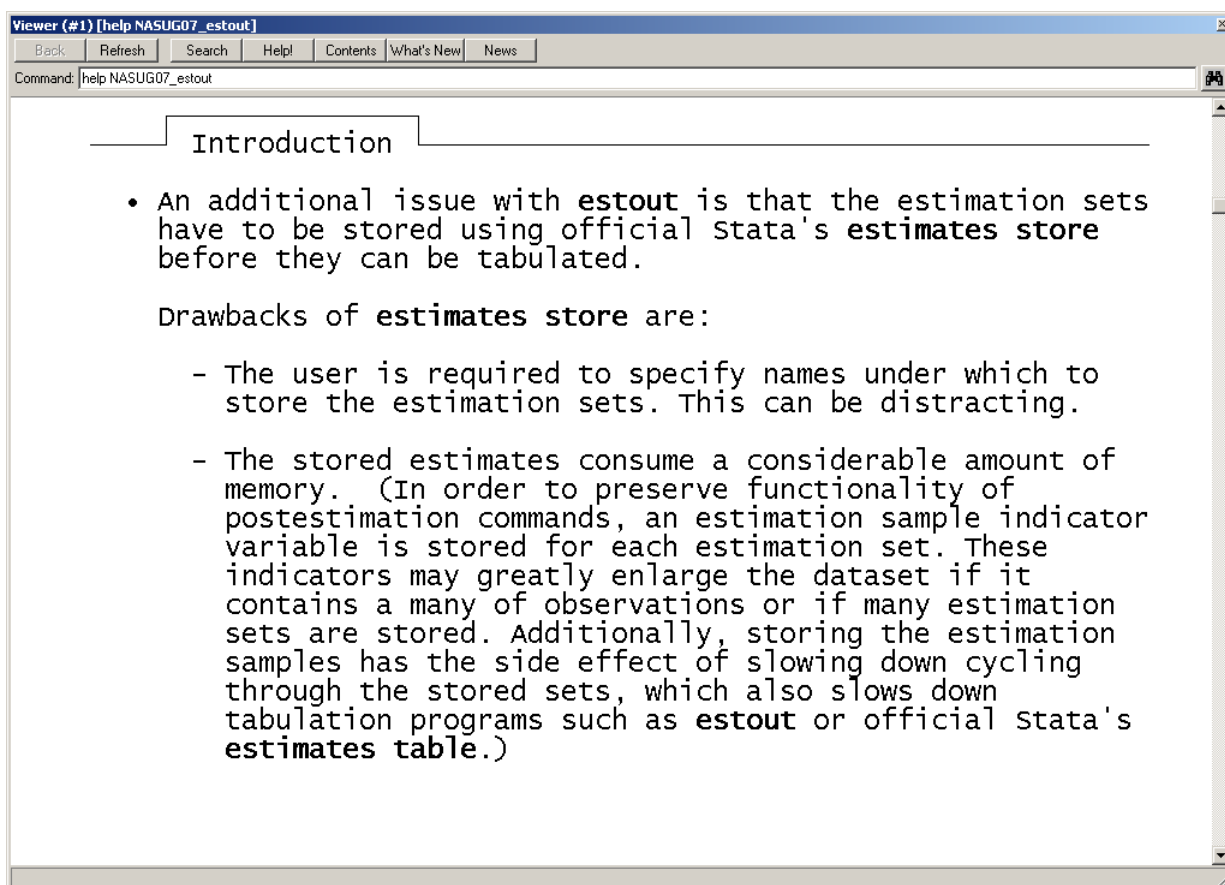 Viewer (#1) [help NASUG07_estout]
Back Refresh Search Help! Contents What's New News
Command: help NASUG07_estout
Introduction
• An additional issue with estout is that the estimation sets
have to be stored using official Stata's estimates store
before they can be tabulated.
Drawbacks of estimates store are:
– The user is required to specify names under which to
store the estimation sets. This can be distracting.
– The stored estimates consume a considerable amount of
memory.  (In order to preserve functionality of
postestimation commands, an estimation sample indicator
variable is stored for each estimation set. These
indicators may greatly enlarge the dataset if it
contains a many of observations or if many estimation
sets are stored. Additionally, storing the estimation
samples has the side effect of slowing down cycling
through the stored sets, which also slows down
tabulation programs such as estout or official Stata's
estimates table.)